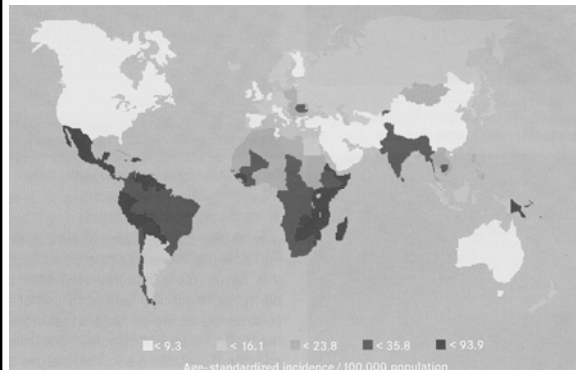 < 9.3 < 16.1 < 23.8 < 35.8 < 93.9
Age-standardized incidence / 100,000 population